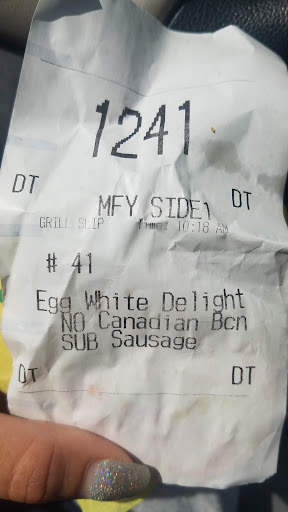 1241
DT DT
MFY SIDE1
GRILL SLIP Time: 10:18 AM
# 41
Egg White Delight
NO Canadian Bcn
SUB Sausage
DT DT